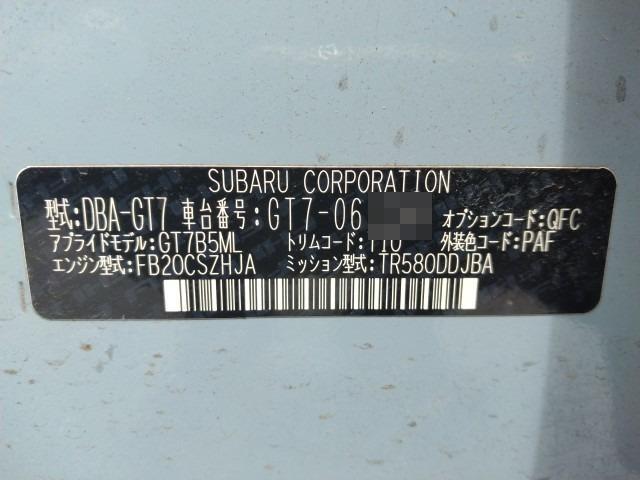 SUBARU CORPORATION
型式:DBA-GT7 車台番号:GT7-06 オプションコード:QFC
アプライドモデル:GT7B5ML トリムコード: 外装色コード:PAF
エンジン型式:FB20CSZHJA ミッション型式:TR580DDJBA